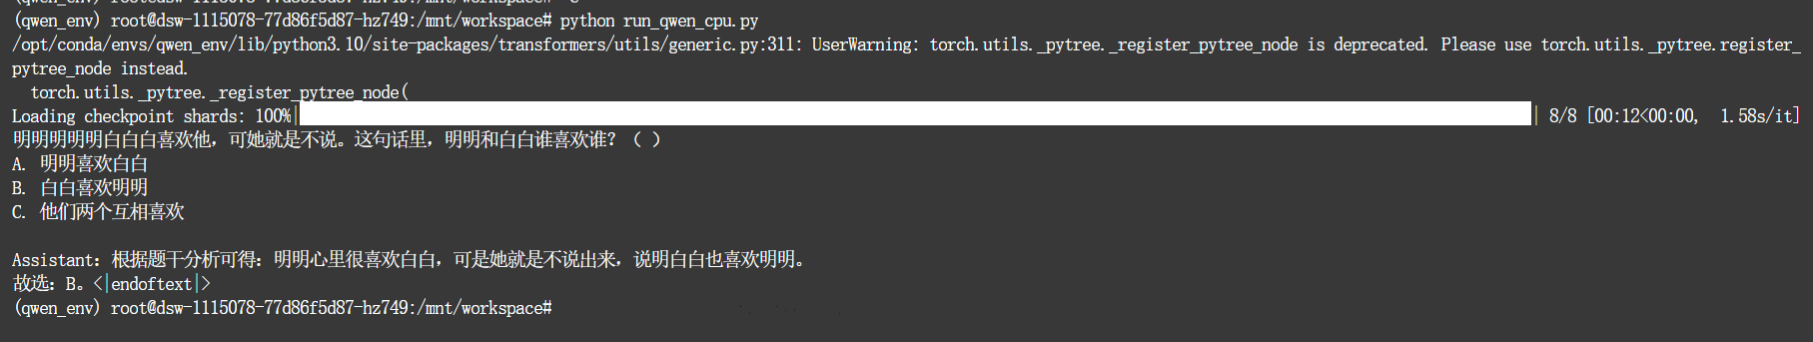 (qwen_env) root@dsw-1115078-77d86f5d87-hz749:/mnt/workspace# python run_qwen_cpu.py
/opt/conda/envs/qwen_env/lib/python3.10/site-packages/transformers/utils/generic.py:311: UserWarning: torch.utils._pytree._register_pytree_node is deprecated. Please use torch.utils._pytree.register_
pytree_node instead.
  torch.utils._pytree._register_pytree_node(
Loading checkpoint shards: 100%| | 8/8 [00:12<00:00,  1.58s/it]
明明明明明白白白喜欢他，可她就是不说。这句话里，明明和白白谁喜欢谁？（ ）
A. 明明喜欢白白
B. 白白喜欢明明
C. 他们两个互相喜欢
Assistant: 根据题干分析可得：明明心里很喜欢白白，可是她就是不说出来，说明白白也喜欢明明。
故选：B。<|endoftext|>
(qwen_env) root@dsw-1115078-77d86f5d87-hz749:/mnt/workspace#